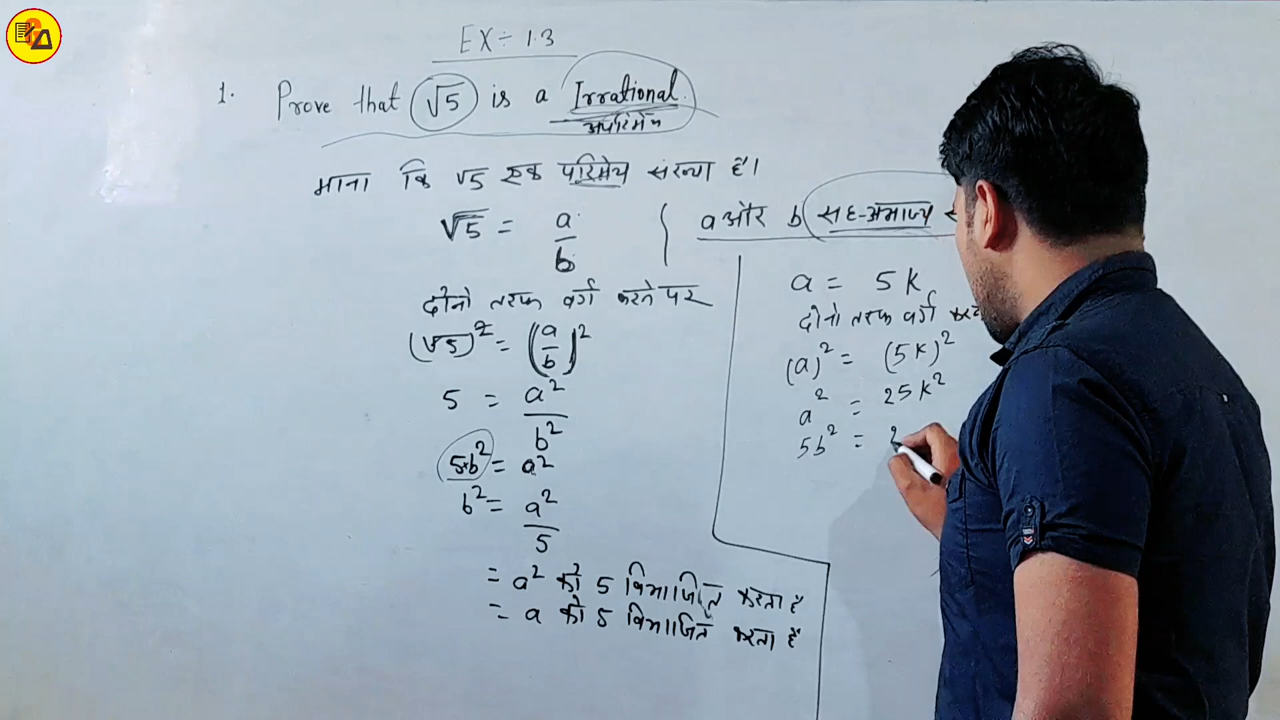 EX÷ 1.3
1. Prove that √5 is a Irrational.
अपरिमेय
माना कि √5 एक परिमेय संख्या है।
√5 = a/b { a और b सह-अभाज्य
दोनो तरफ वर्ग करने पर
(√5)² = (a/b)²
5 = a²/b²
5b² = a²
b² = a²/5
= a² को 5 विभाजित करता है
= a को 5 विभाजित करता है
a = 5K
दोनो तरफ वर्ग
(a)² = (5K)²
a² = 25K²
5b² = 2